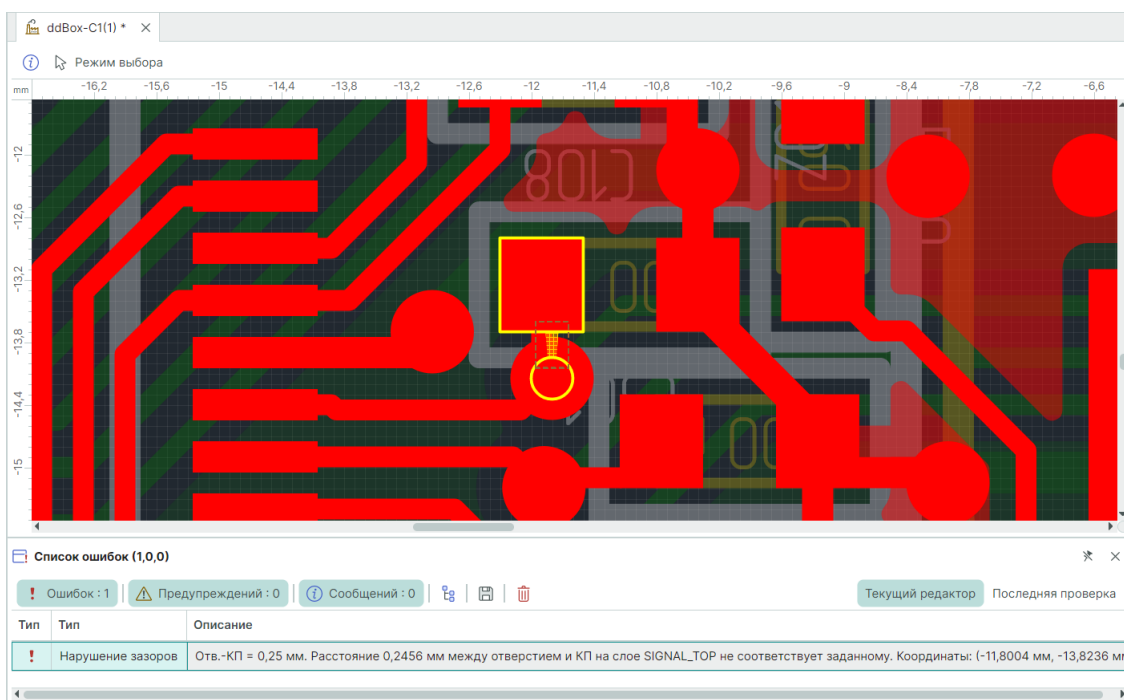 ddBox-C1(1) *
Режим выбора
mm
-16,2 -15,6 -15 -14,4 -13,8 -13,2 -12,6 -12 -11,4 -10,8 -10,2 -9,6 -9 -8,4 -7,8 -7,2 -6,6
-12
-12,6
-13,2
-13,8
-14,4
-15
C108
Список ошибок (1,0,0)
Ошибок : 1 Предупреждений : 0 Сообщений : 0 Текущий редактор Последняя проверка
Тип Тип Описание
Нарушение зазоров Отв.-КП = 0,25 мм. Расстояние 0,2456 мм между отверстием и КП на слое SIGNAL_TOP не соответствует заданному. Координаты: (-11,8004 мм, -13,8236 мм